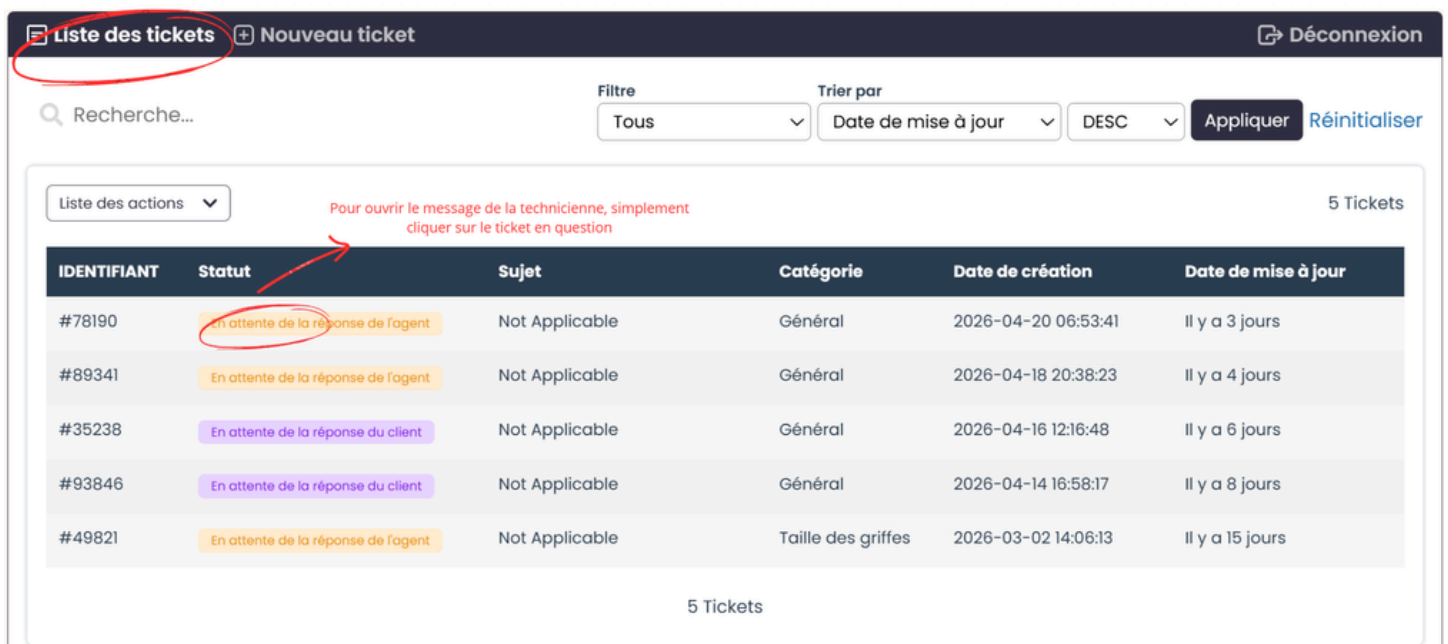 Liste des tickets Nouveau ticket Déconnexion
Filtre Trier par
Recherche... Tous Date de mise à jour DESC Appliquer Réinitialiser
Liste des actions 5 Tickets
Pour ouvrir le message de la technicienne, simplement
cliquer sur le ticket en question
IDENTIFIANT Statut Sujet Catégorie Date de création Date de mise à jour
#78190 En attente de la réponse de l'agent Not Applicable Général 2026-04-20 06:53:41 Il y a 3 jours
#89341 En attente de la réponse de l'agent Not Applicable Général 2026-04-18 20:38:23 Il y a 4 jours
#35238 En attente de la réponse du client Not Applicable Général 2026-04-16 12:16:48 Il y a 6 jours
#93846 En attente de la réponse du client Not Applicable Général 2026-04-14 16:58:17 Il y a 8 jours
#49821 En attente de la réponse de l'agent Not Applicable Taille des griffes 2026-03-02 14:06:13 Il y a 15 jours
5 Tickets